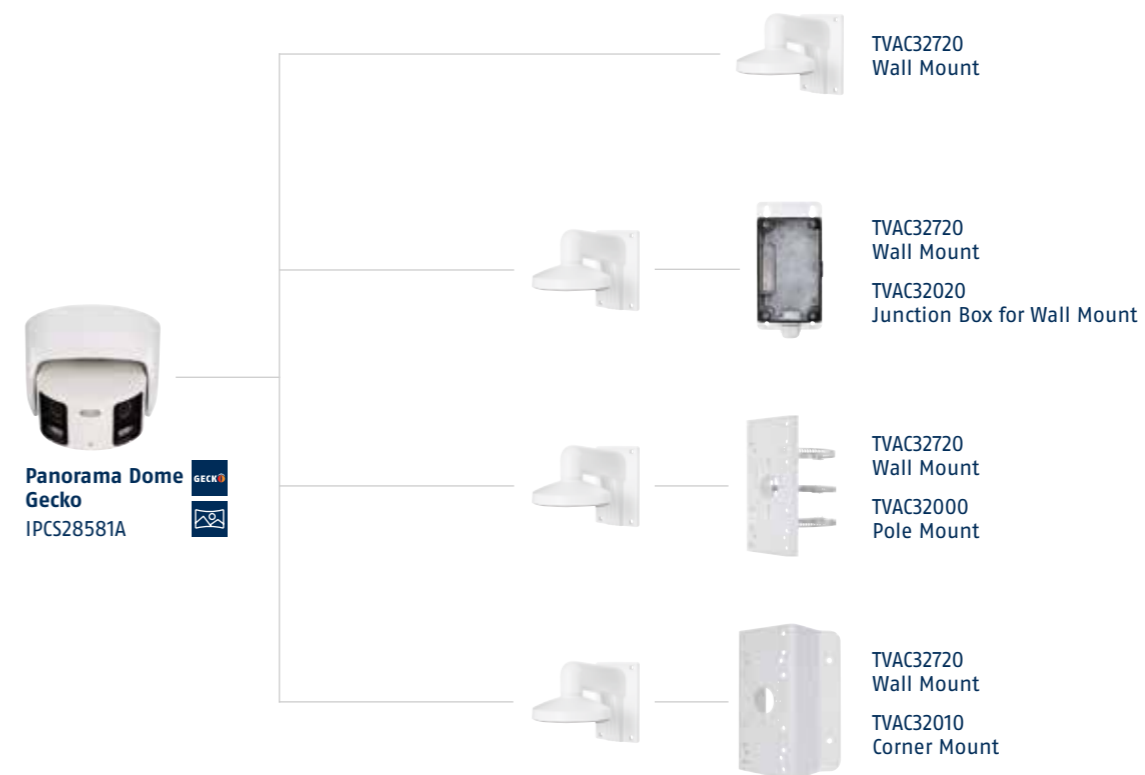 TVAC32720
Wall Mount
TVAC32720
Wall Mount
TVAC32020
Junction Box for Wall Mount
Panorama Dome
Gecko
IPCS28581A
GECKO
TVAC32720
Wall Mount
TVAC32000
Pole Mount
TVAC32720
Wall Mount
TVAC32010
Corner Mount